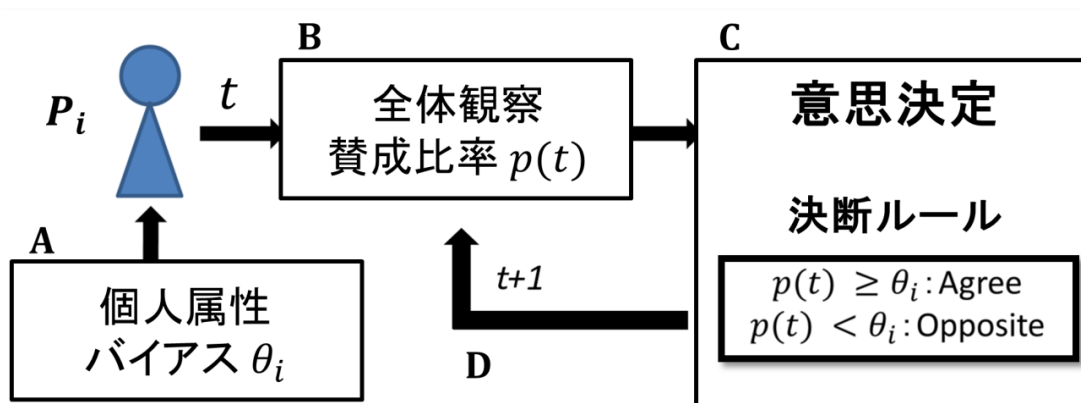 B
C
P_i
t
全体観察
賛成比率 p(t)
意思決定
決断ルール
p(t) ≥ θ_i : Agree
p(t) < θ_i : Opposite
A
個人属性
バイアス θ_i
t+1
D